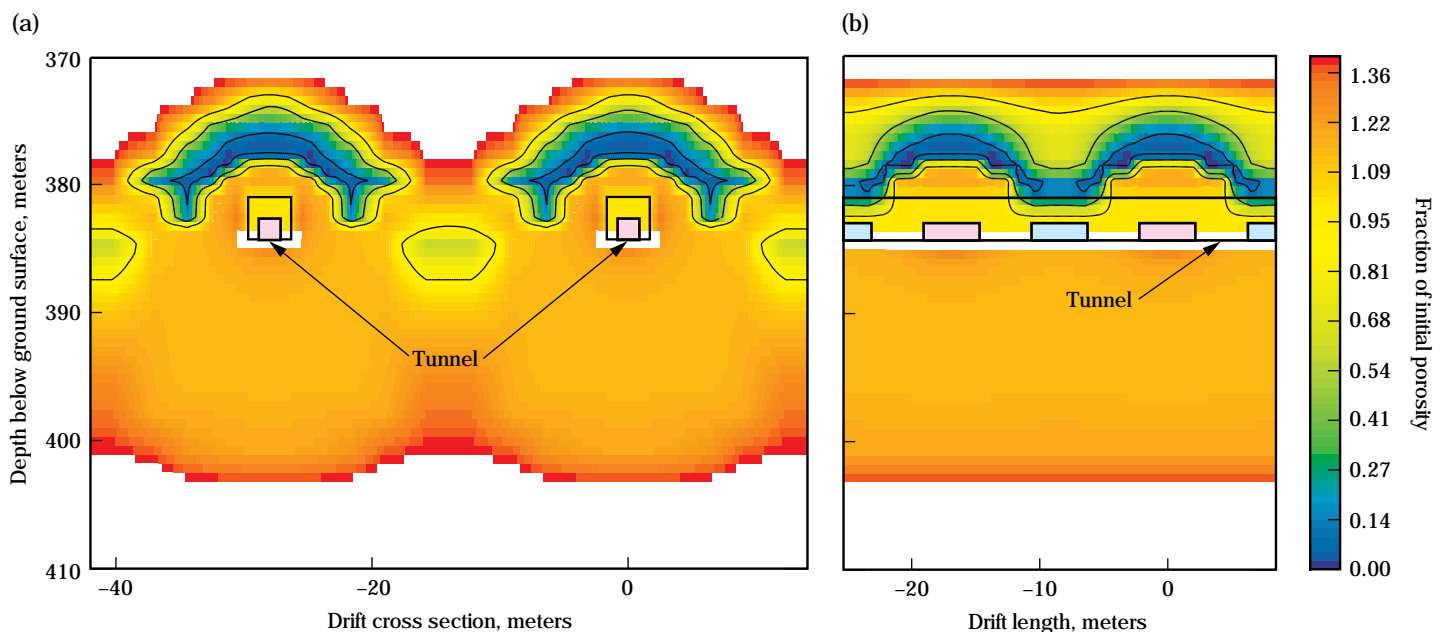 (a)
(b)
370
380
390
400
410
Depth below ground surface, meters
Tunnel
−40
−20
0
Drift cross section, meters
Tunnel
−20
−10
0
Drift length, meters
1.36
1.22
1.09
0.95
0.81
0.68
0.54
0.41
0.27
0.14
0.00
Fraction of initial porosity